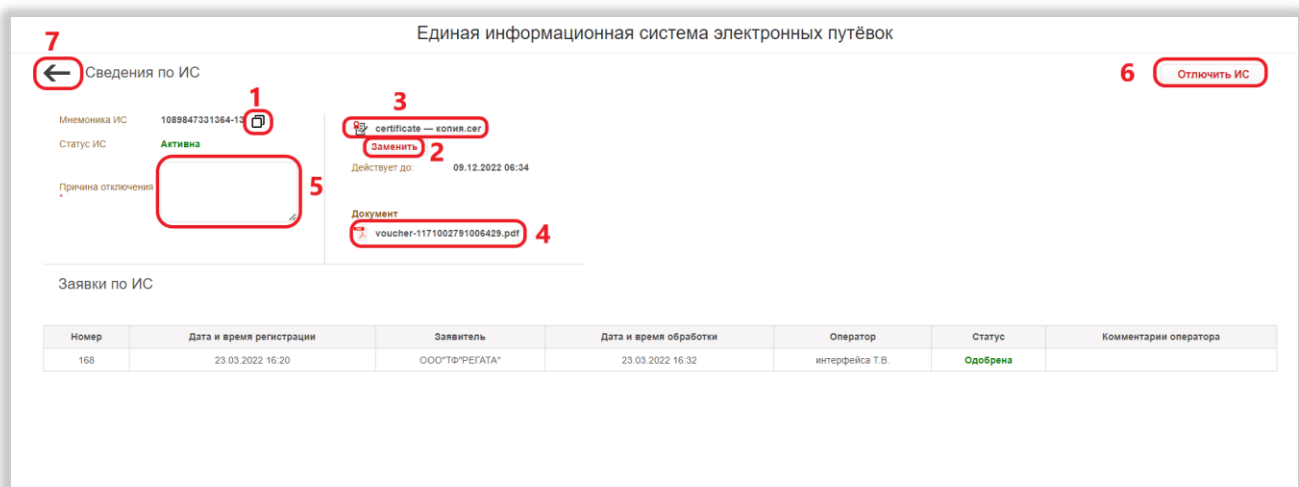 Единая информационная система электронных путёвок
7
Сведения по ИС
6
Отлючить ИС
1
3
Мнемоника ИС 1089847331364-13
certificate — копия.cer
Статус ИС Активна
Заменить 2
Действует до: 09.12.2022 06:34
Причина отключения
*
5
Документ
voucher-1171002791006429.pdf 4
Заявки по ИС
Номер Дата и время регистрации Заявитель Дата и время обработки Оператор Статус Комментарии оператора
168 23.03.2022 16:20 ООО"ТФ"РЕГАТА" 23.03.2022 16:32 интерфейса Т.В. Одобрена